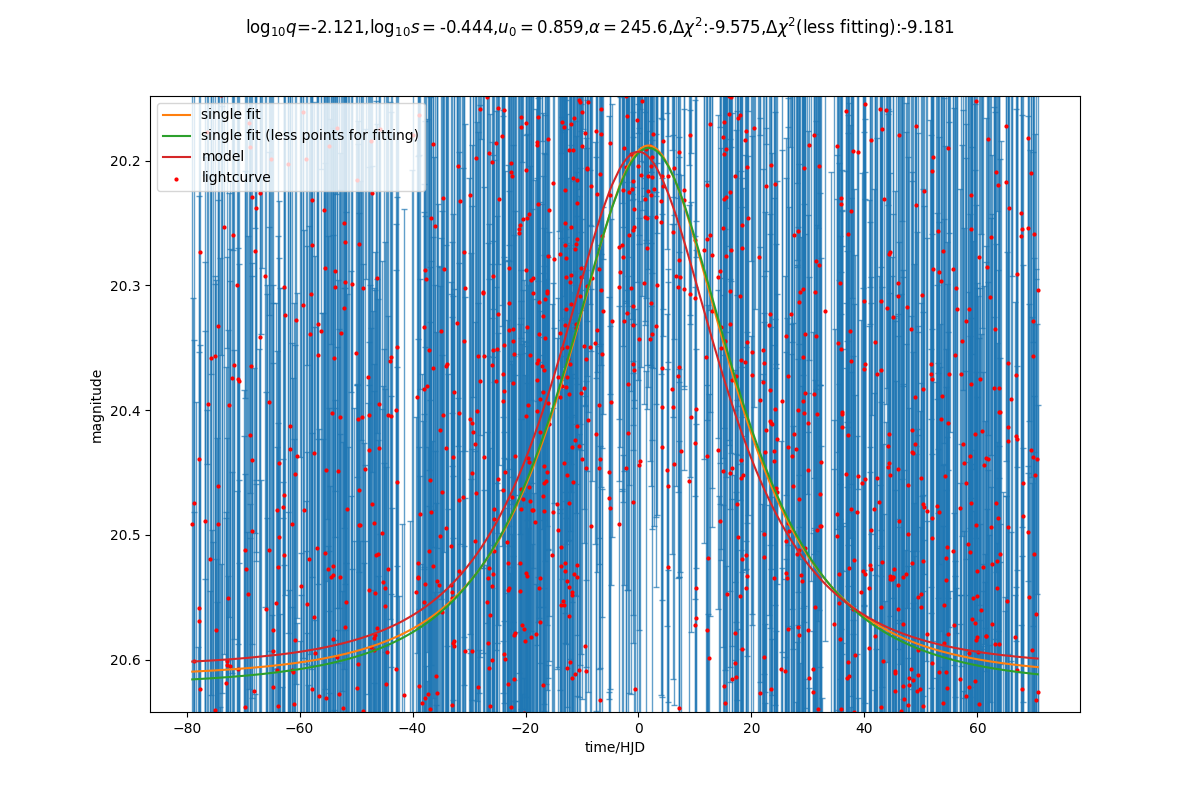 log₁₀q=-2.121,log₁₀s = -0.444,u₀ = 0.859,α = 245.6,Δχ²:-9.575,Δχ²(less fitting):-9.181
single fit
single fit (less points for fitting)
model
lightcurve
magnitude
20.2
20.3
20.4
20.5
20.6
−80
−60
−40
−20
0
20
40
60
time/HJD